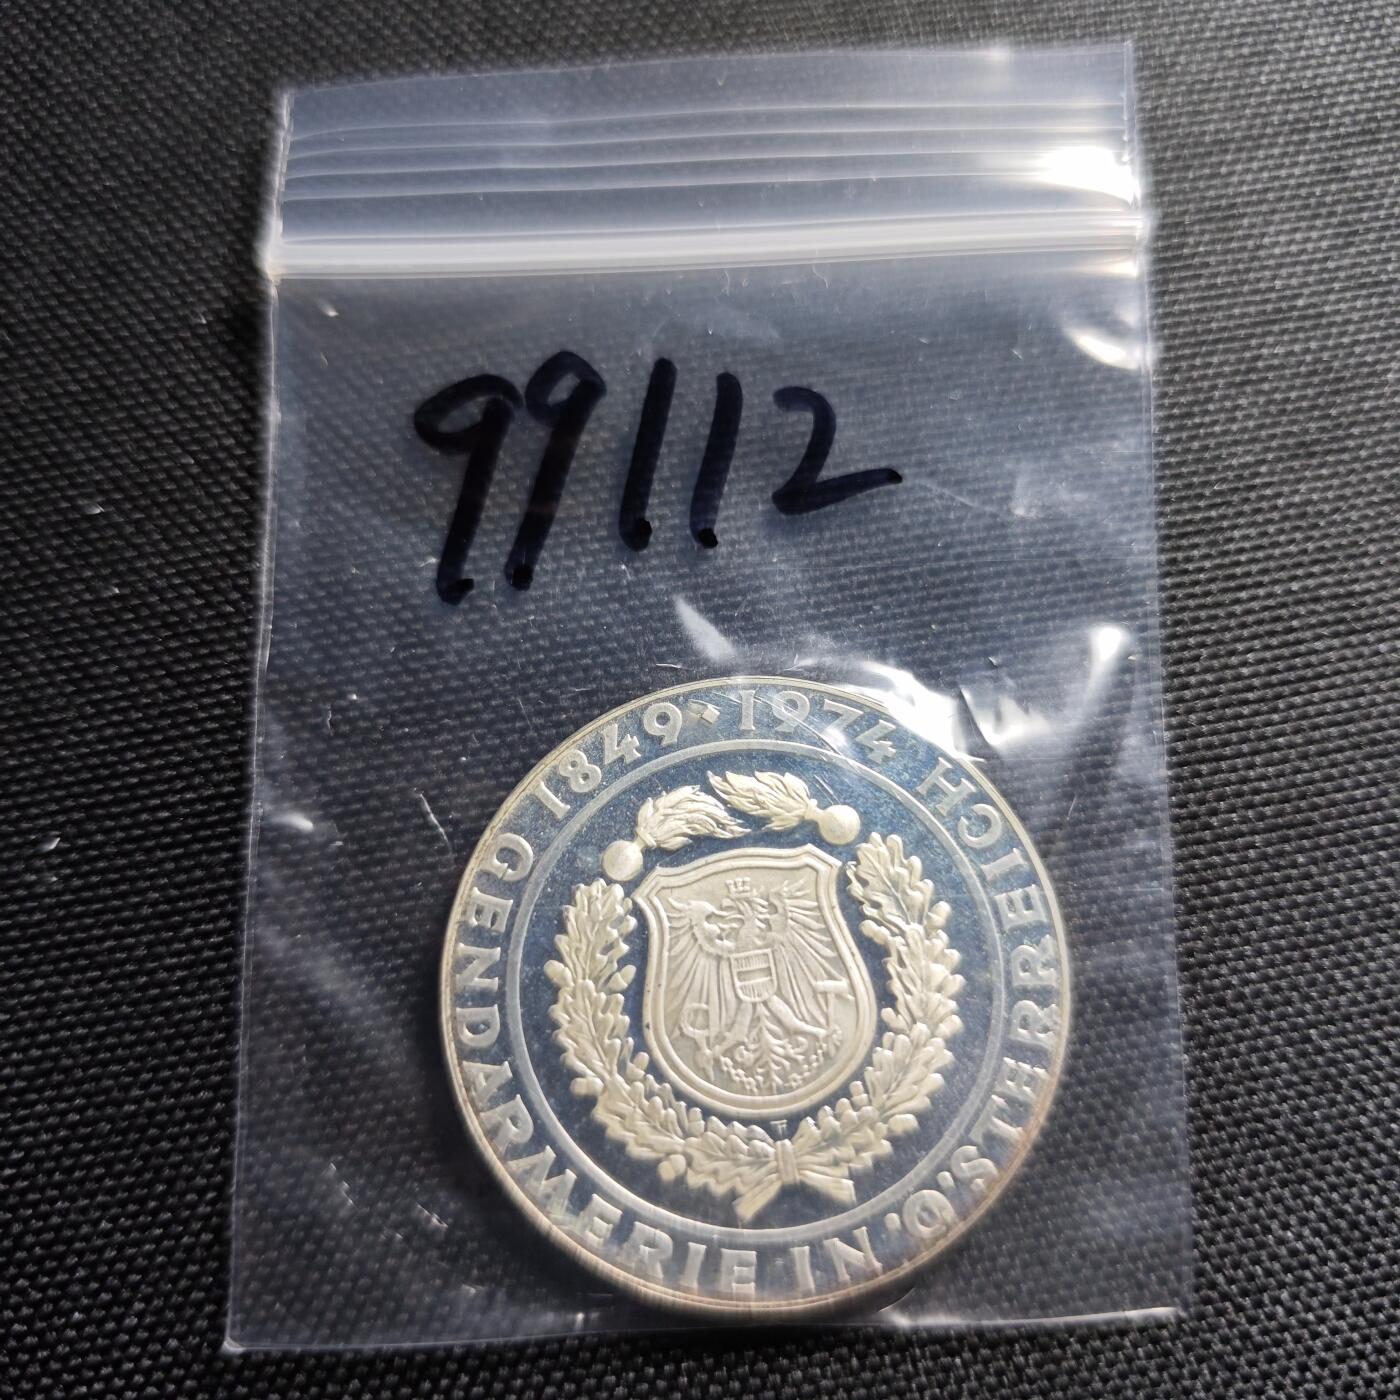 99112
GENDARMERIE IN ÖSTERREICH
1849 · 1974